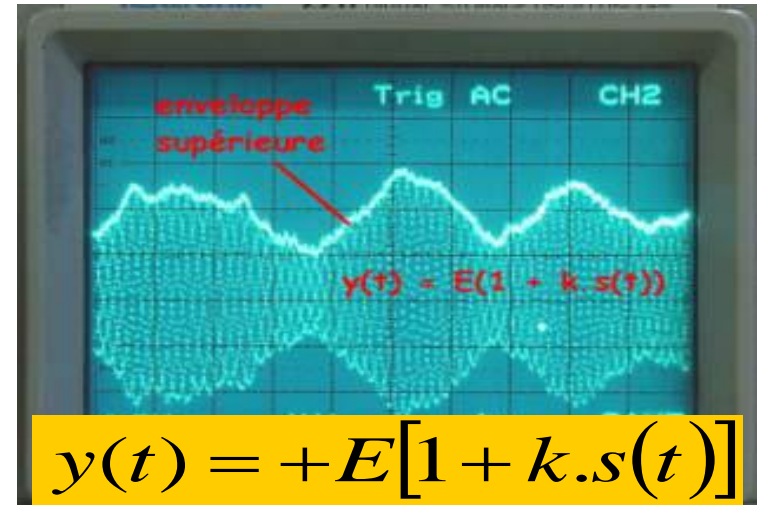 Trig AC CH2
enveloppe
supérieure
y(t) = E(1 + k.s(t))
y(t) = +E[1 + k.s(t)]